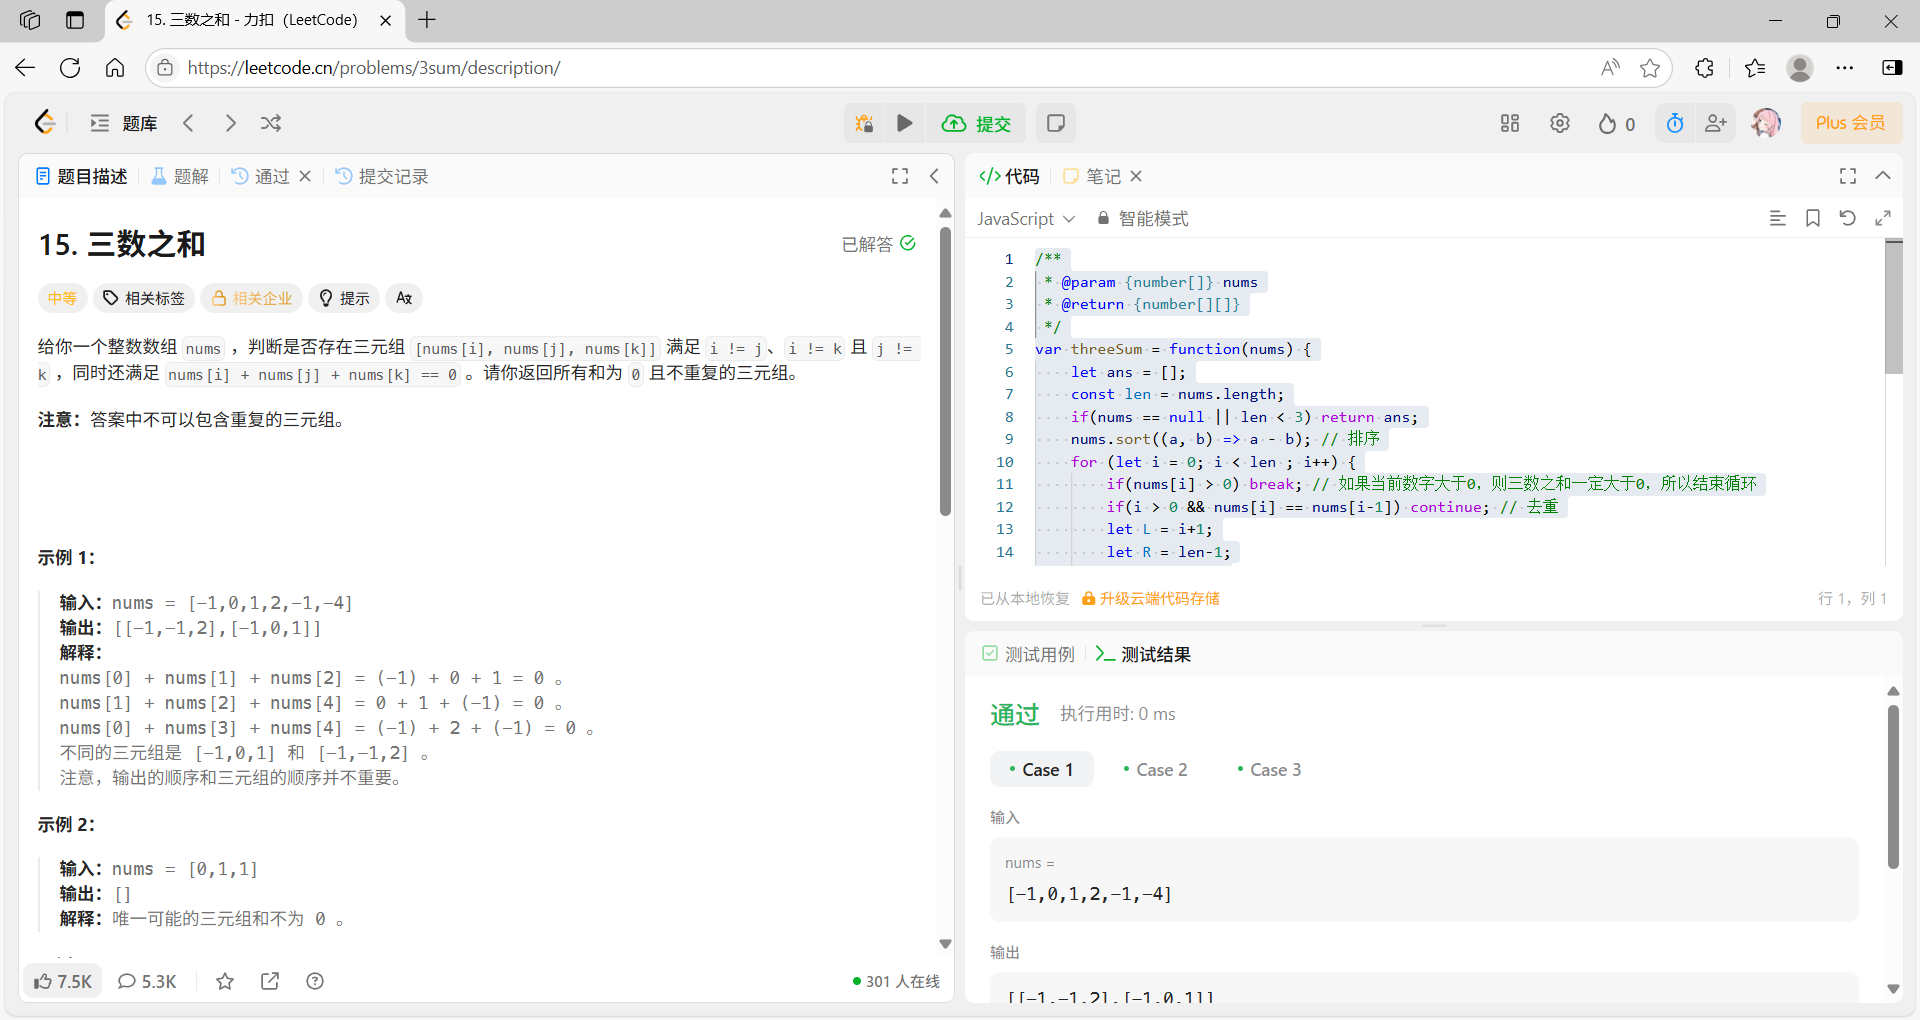 15. 三数之和 - 力扣（LeetCode）
https://leetcode.cn/problems/3sum/description/
题库
提交
0
Plus 会员
题目描述
题解
通过
提交记录
15. 三数之和
已解答
中等
相关标签
相关企业
提示
给你一个整数数组 nums ，判断是否存在三元组 [nums[i], nums[j], nums[k]] 满足 i != j、i != k 且 j !=
k ，同时还满足 nums[i] + nums[j] + nums[k] == 0 。请你返回所有和为 0 且不重复的三元组。
注意：答案中不可以包含重复的三元组。
示例 1：
输入：nums = [-1,0,1,2,-1,-4]
输出：[[-1,-1,2],[-1,0,1]]
解释：
nums[0] + nums[1] + nums[2] = (-1) + 0 + 1 = 0 。
nums[1] + nums[2] + nums[4] = 0 + 1 + (-1) = 0 。
nums[0] + nums[3] + nums[4] = (-1) + 2 + (-1) = 0 。
不同的三元组是 [-1,0,1] 和 [-1,-1,2] 。
注意，输出的顺序和三元组的顺序并不重要。
示例 2：
输入：nums = [0,1,1]
输出：[]
解释：唯一可能的三元组和不为 0 。
7.5K
5.3K
301 人在线
代码
笔记
JavaScript
智能模式
1 /**
2 * @param {number[]} nums
3 * @return {number[][]}
4 */
5 var threeSum = function(nums) {
6 let ans = [];
7 const len = nums.length;
8 if(nums == null || len < 3) return ans;
9 nums.sort((a, b) => a - b); // 排序
10 for (let i = 0; i < len ; i++) {
11 if(nums[i] > 0) break; // 如果当前数字大于0，则三数之和一定大于0，所以结束循环
12 if(i > 0 && nums[i] == nums[i-1]) continue; // 去重
13 let L = i+1;
14 let R = len-1;
已从本地恢复
升级云端代码存储
行 1，列 1
测试用例
测试结果
通过
执行用时: 0 ms
Case 1
Case 2
Case 3
输入
nums =
[-1,0,1,2,-1,-4]
输出
[[-1,-1,2],[-1,0,1]]